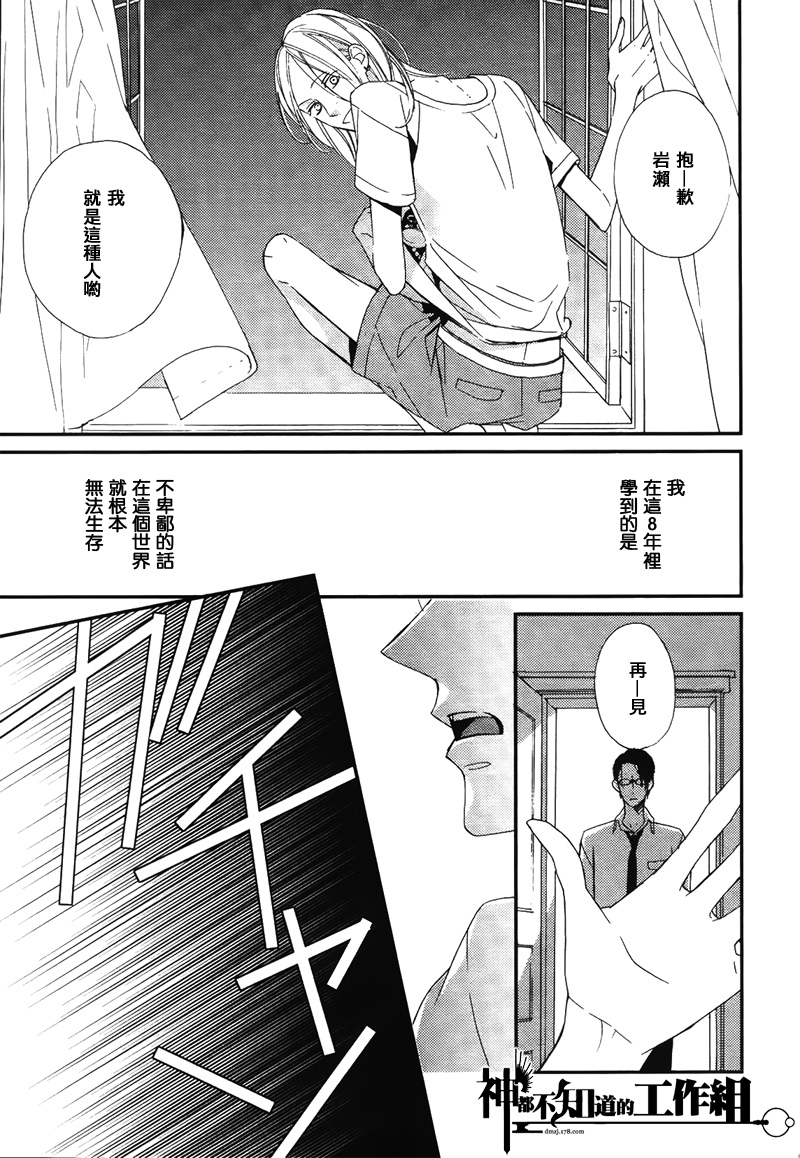 抱—歉
岩瀨
我
就是這種人喲
我
在這8年裡
學到的是
不卑鄙的話
在這個世界
就根本
無法生存
再—見
ガチャン
神都不知道的工作組
dmzj.178.com